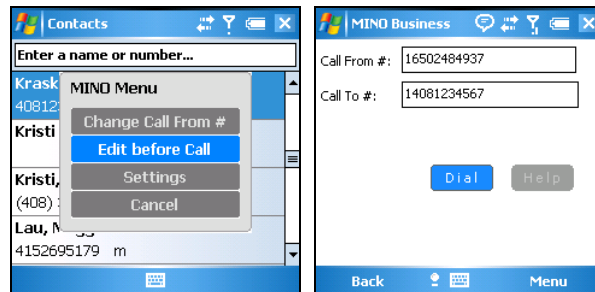 Contacts
Enter a name or number...
Krask
40812
MINO Menu
Change Call From #
Kristi
Edit before Call
Settings
Kristi,
(408)
Cancel
Lau,
4152695179 m
MINO Business
Call From #: 16502484937
Call To #: 14081234567
Dial Help
Back Menu